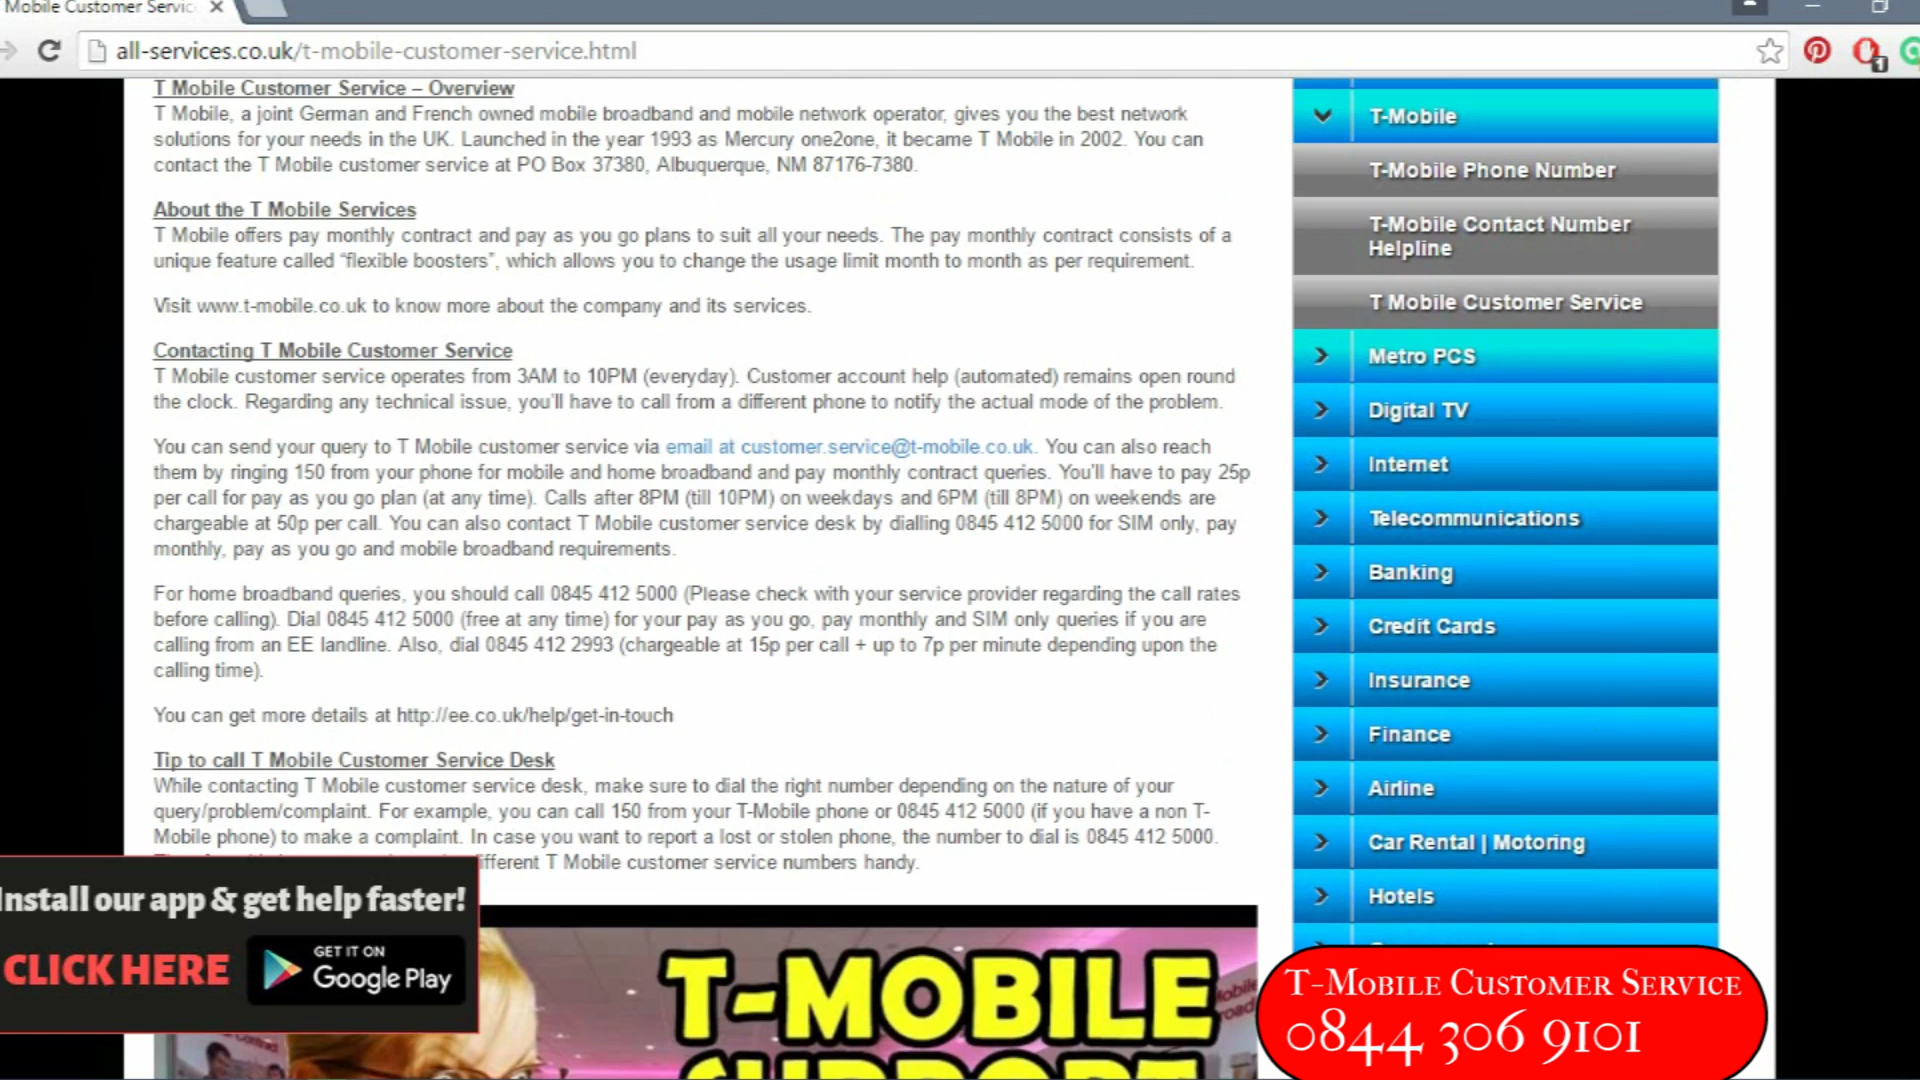 Mobile Customer Servic
all-services.co.uk/t-mobile-customer-service.html
1
T Mobile Customer Service – Overview
T Mobile, a joint German and French owned mobile broadband and mobile network operator, gives you the best network
solutions for your needs in the UK. Launched in the year 1993 as Mercury one2one, it became T Mobile in 2002. You can
contact the T Mobile customer service at PO Box 37380, Albuquerque, NM 87176-7380.
About the T Mobile Services
T Mobile offers pay monthly contract and pay as you go plans to suit all your needs. The pay monthly contract consists of a
unique feature called “flexible boosters”, which allows you to change the usage limit month to month as per requirement.
Visit www.t-mobile.co.uk to know more about the company and its services.
Contacting T Mobile Customer Service
T Mobile customer service operates from 3AM to 10PM (everyday). Customer account help (automated) remains open round
the clock. Regarding any technical issue, you’ll have to call from a different phone to notify the actual mode of the problem.
You can send your query to T Mobile customer service via email at customer.service@t-mobile.co.uk. You can also reach
them by ringing 150 from your phone for mobile and home broadband and pay monthly contract queries. You’ll have to pay 25p
per call for pay as you go plan (at any time). Calls after 8PM (till 10PM) on weekdays and 6PM (till 8PM) on weekends are
chargeable at 50p per call. You can also contact T Mobile customer service desk by dialling 0845 412 5000 for SIM only, pay
monthly, pay as you go and mobile broadband requirements.
For home broadband queries, you should call 0845 412 5000 (Please check with your service provider regarding the call rates
before calling). Dial 0845 412 5000 (free at any time) for your pay as you go, pay monthly and SIM only queries if you are
calling from an EE landline. Also, dial 0845 412 2993 (chargeable at 15p per call + up to 7p per minute depending upon the
calling time).
You can get more details at http://ee.co.uk/help/get-in-touch
Tip to call T Mobile Customer Service Desk
While contacting T Mobile customer service desk, make sure to dial the right number depending on the nature of your
query/problem/complaint. For example, you can call 150 from your T-Mobile phone or 0845 412 5000 (if you have a non T-
Mobile phone) to make a complaint. In case you want to report a lost or stolen phone, the number to dial is 0845 412 5000.
ifferent T Mobile customer service numbers handy.
T-MOBILE
SUPPORT
Install our app & get help faster!
CLICK HERE
GET IT ON
Google Play
T-Mobile
T-Mobile Phone Number
T-Mobile Contact Number
Helpline
T Mobile Customer Service
Metro PCS
Digital TV
Internet
Telecommunications
Banking
Credit Cards
Insurance
Finance
Airline
Car Rental | Motoring
Hotels
T-Mobile Customer Service
0844 306 9101